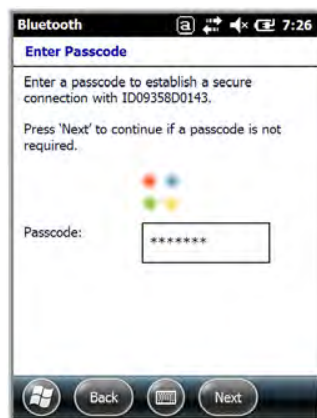 Bluetooth a 7:26
Enter Passcode
Enter a passcode to establish a secure
connection with ID09358D0143.
Press 'Next' to continue if a passcode is not
required.
Passcode: *******
Back Next